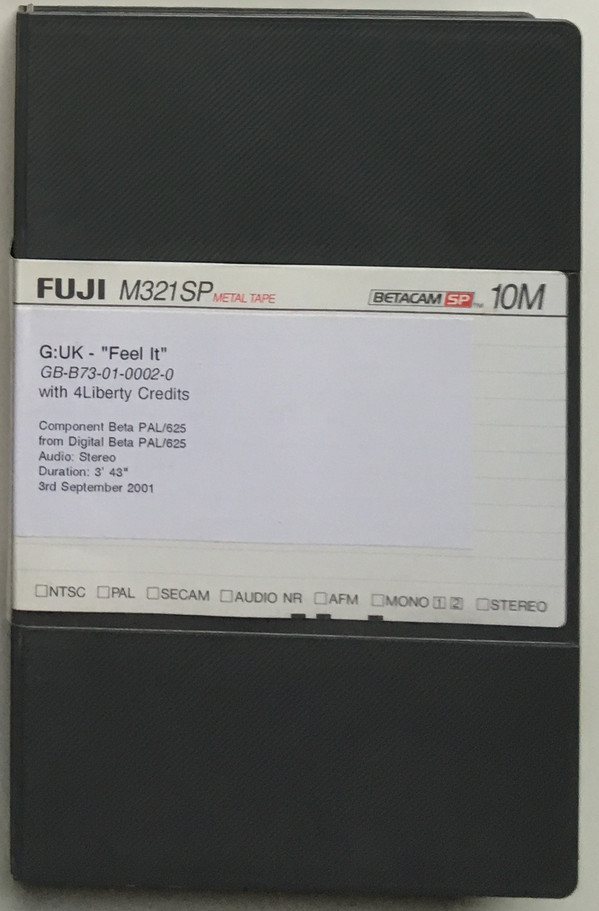 FUJI M321SP METAL TAPE BETACAM SP™ 10M
G:UK - "Feel It"
GB-B73-01-0002-0
with 4Liberty Credits
Component Beta PAL/625
from Digital Beta PAL/625
Audio: Stereo
Duration: 3' 43"
3rd September 2001
☐NTSC ☐PAL ☐SECAM ☐AUDIO NR ☐AFM ☐MONO 1 2 ☐STEREO